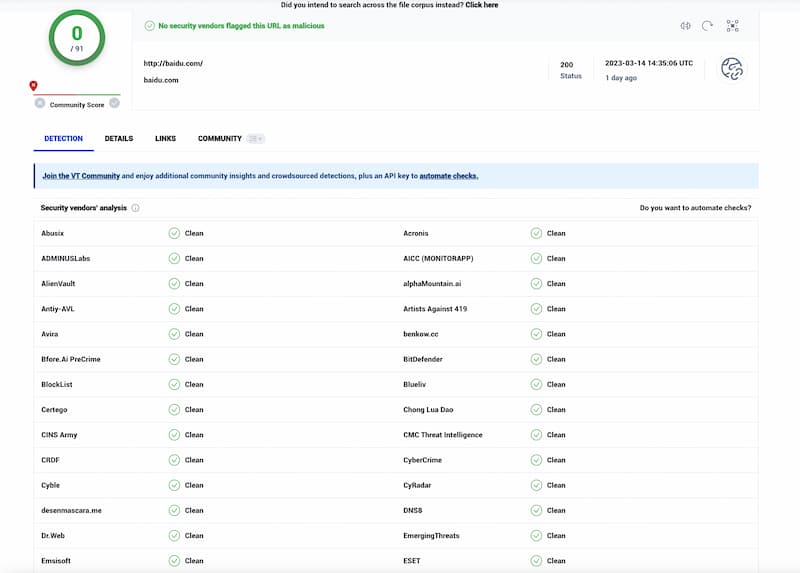 Did you intend to search across the file corpus instead? Click here
0
/ 91
Community Score
No security vendors flagged this URL as malicious
http://baidu.com/
baidu.com
200
Status
2023-03-14 14:35:06 UTC
1 day ago
DETECTION DETAILS LINKS COMMUNITY
Join the VT Community and enjoy additional community insights and crowdsourced detections, plus an API key to automate checks.
Security vendors' analysis Do you want to automate checks?
Abusix Clean Acronis Clean
ADMINUSLabs Clean AICC (MONITORAPP) Clean
AlienVault Clean alphaMountain.ai Clean
Antiy-AVL Clean Artists Against 419 Clean
Avira Clean benkow.cc Clean
Bfore.Ai PreCrime Clean BitDefender Clean
BlockList Clean Blueliv Clean
Certego Clean Chong Lua Dao Clean
CINS Army Clean CMC Threat Intelligence Clean
CRDF Clean CyberCrime Clean
Cyble Clean CyRadar Clean
desenmascara.me Clean DNS8 Clean
Dr.Web Clean EmergingThreats Clean
Emsisoft Clean ESET Clean